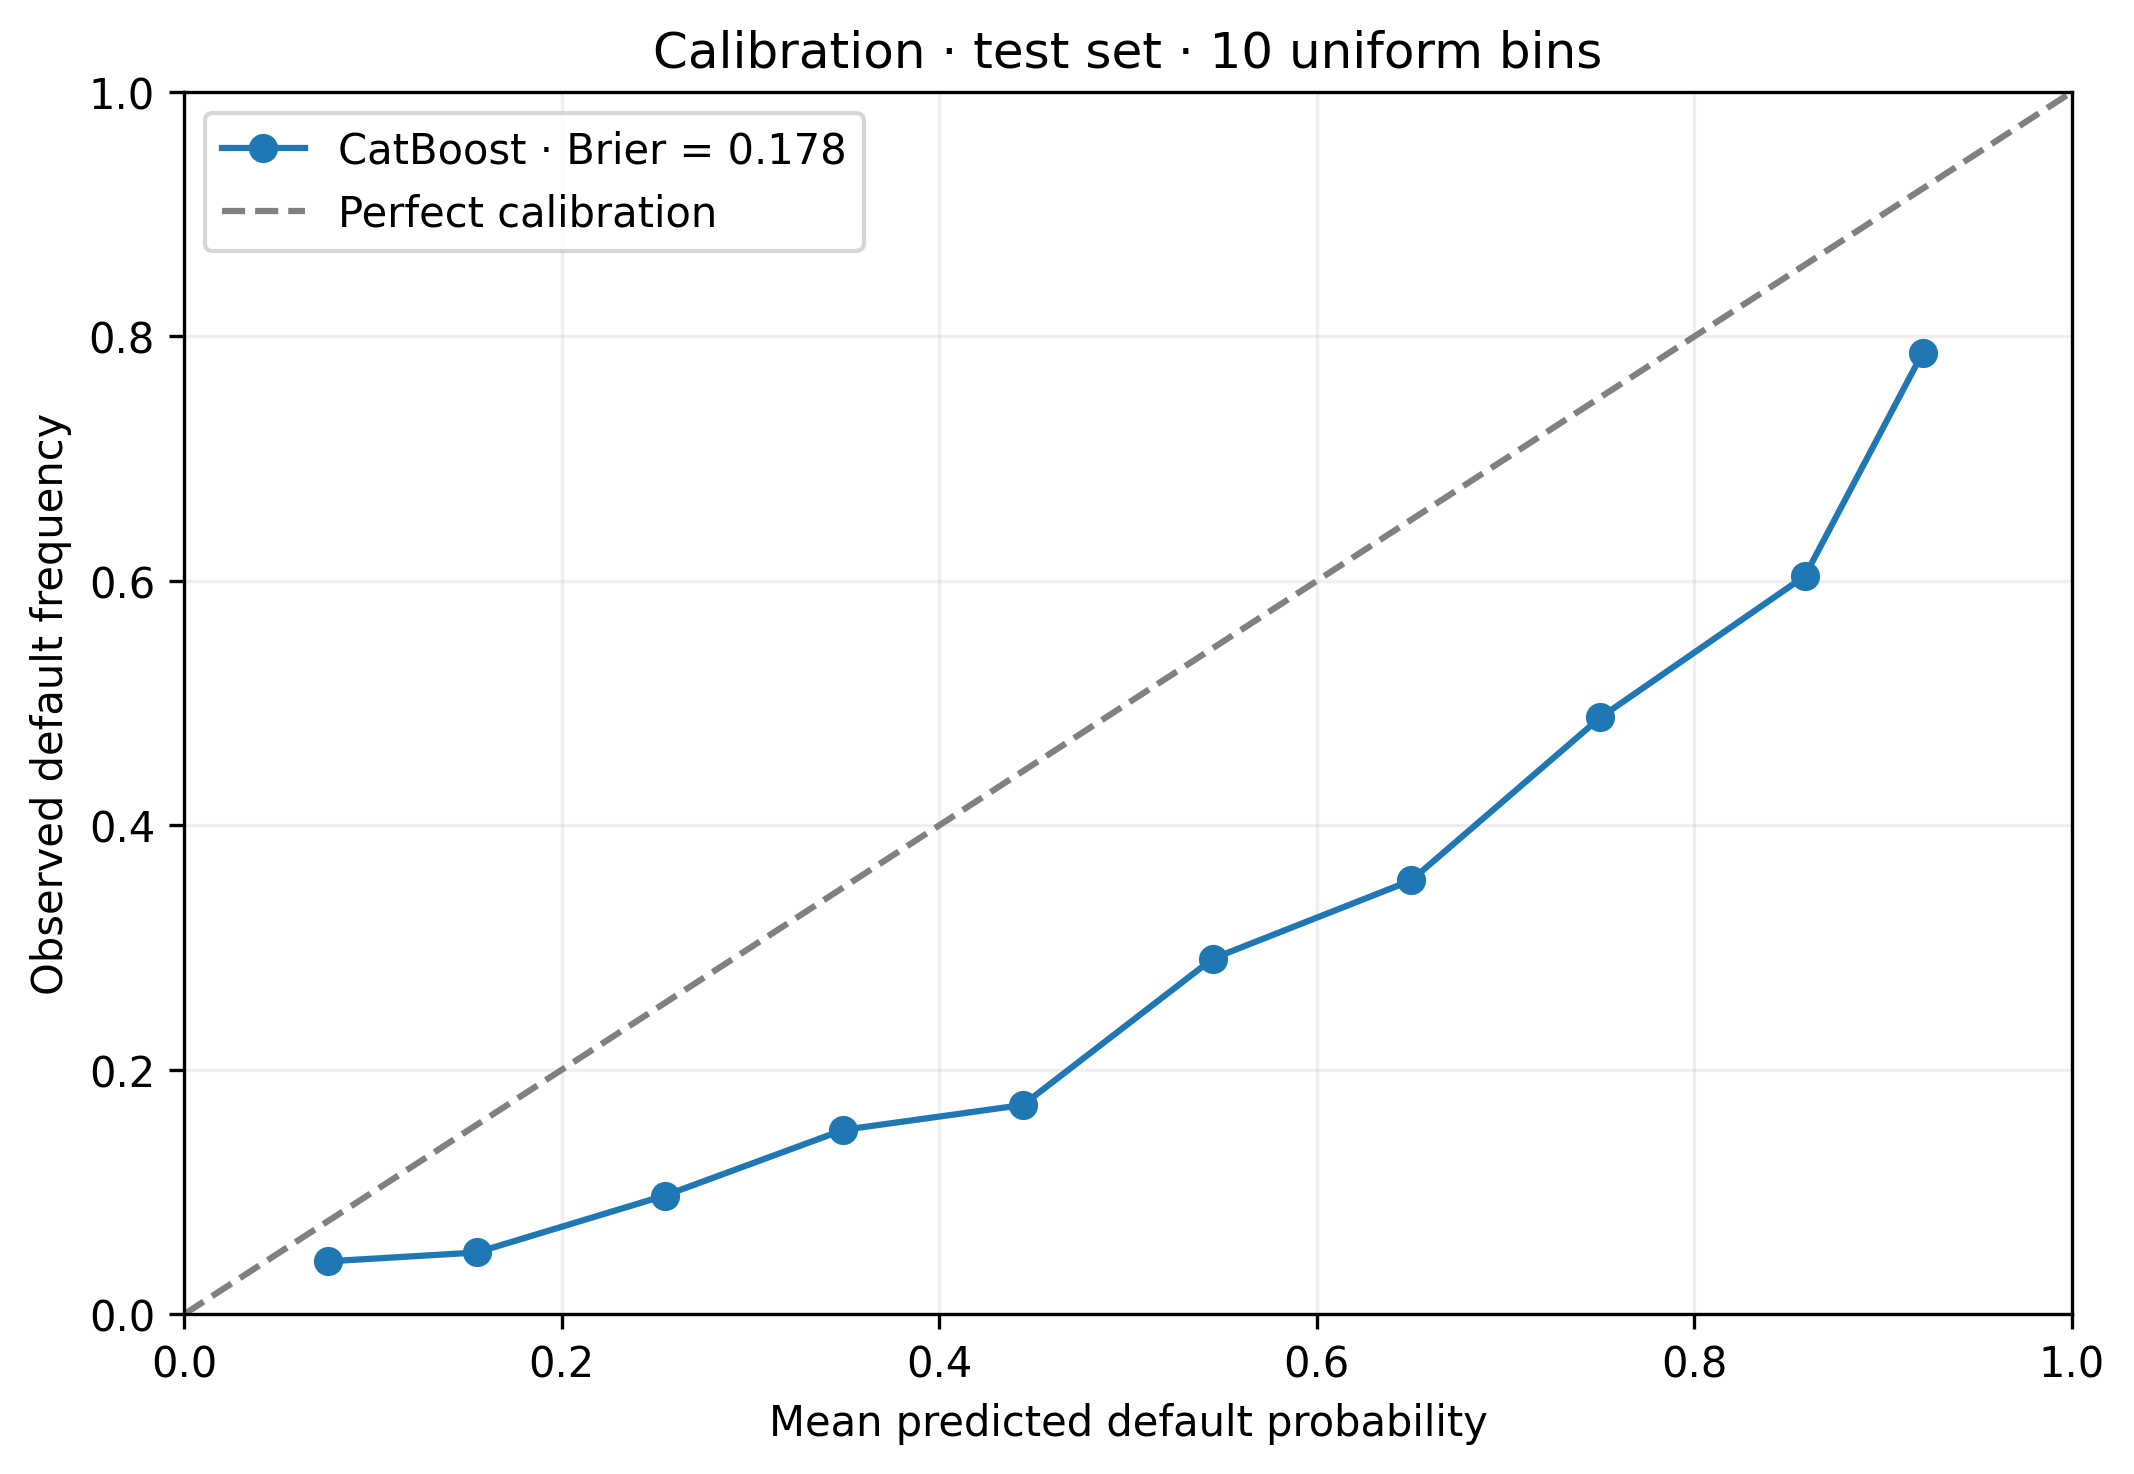 Calibration · test set · 10 uniform bins
CatBoost · Brier = 0.178
Perfect calibration
Observed default frequency
1.0
0.8
0.6
0.4
0.2
0.0
0.0 0.2 0.4 0.6 0.8 1.0
Mean predicted default probability